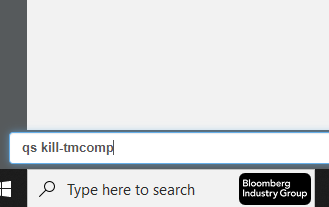 qs kill-tmcomp
Type here to search
Bloomberg
Industry Group